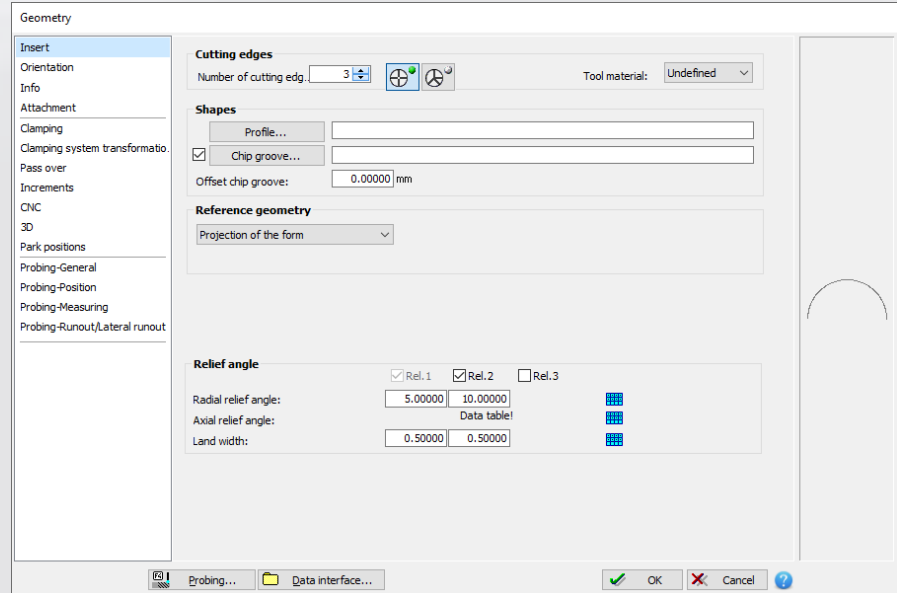 Geometry
Insert
Orientation
Info
Attachment
Clamping
Clamping system transformatio.
Pass over
Increments
CNC
3D
Park positions
Probing-General
Probing-Position
Probing-Measuring
Probing-Runout/Lateral runout
Cutting edges
Number of cutting edg.. 3 Tool material: Undefined
Shapes
Profile...
Chip groove...
Offset chip groove: 0.00000 mm
Reference geometry
Projection of the form
Relief angle
Rel.1 Rel.2 Rel.3
Radial relief angle: 5.00000 10.00000
Axial relief angle: Data table!
Land width: 0.50000 0.50000
Probing... Data interface... OK Cancel ?